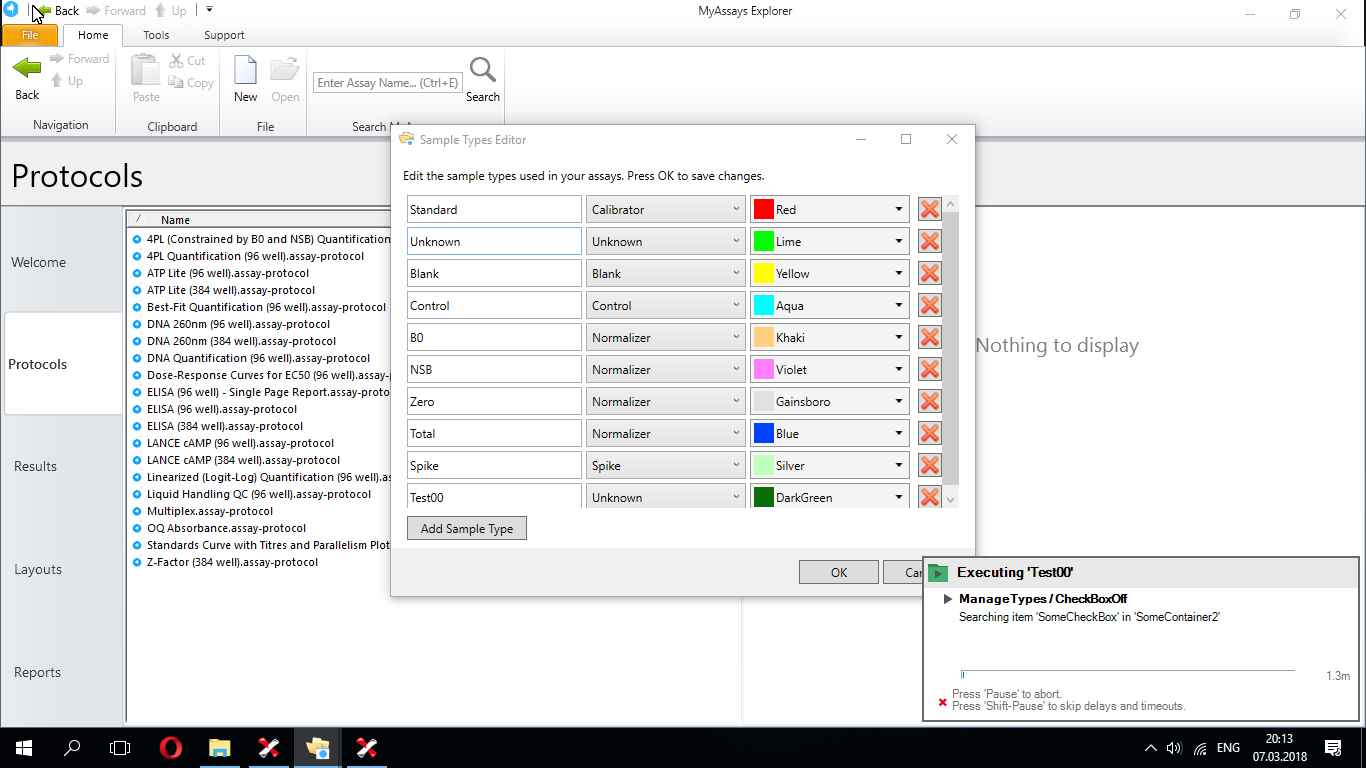 Back Forward Up
MyAssays Explorer
File Home Tools Support
Forward
Up
Back
Navigation
Cut
Copy
Paste
Clipboard
New Open
File
Enter Assay Name... (Ctrl+E)
Search
Protocols
Welcome
Protocols
Results
Layouts
Reports
Name
4PL (Constrained by B0 and NSB) Quantification
4PL Quantification (96 well).assay-protocol
ATP Lite (96 well).assay-protocol
ATP Lite (384 well).assay-protocol
Best-Fit Quantification (96 well).assay-protocol
DNA 260nm (96 well).assay-protocol
DNA 260nm (384 well).assay-protocol
DNA Quantification (96 well).assay-protocol
Dose-Response Curves for EC50 (96 well).assay-
ELISA (96 well) - Single Page Report.assay-proto
ELISA (96 well).assay-protocol
ELISA (384 well).assay-protocol
LANCE cAMP (96 well).assay-protocol
LANCE cAMP (384 well).assay-protocol
Linearized (Logit-Log) Quantification (96 well).as
Liquid Handling QC (96 well).assay-protocol
Multiplex.assay-protocol
OQ Absorbance.assay-protocol
Standards Curve with Titres and Parallelism Plot
Z-Factor (384 well).assay-protocol
Nothing to display
Sample Types Editor
Edit the sample types used in your assays. Press OK to save changes.
Standard Calibrator Red
Unknown Unknown Lime
Blank Blank Yellow
Control Control Aqua
B0 Normalizer Khaki
NSB Normalizer Violet
Zero Normalizer Gainsboro
Total Normalizer Blue
Spike Spike Silver
Test00 Unknown DarkGreen
Add Sample Type
OK Can
Executing 'Test00'
ManageTypes / CheckBoxOff
Searching item 'SomeCheckBox' in 'SomeContainer2'
1.3m
Press 'Pause' to abort.
Press 'Shift-Pause' to skip delays and timeouts.
ENG
20:13
07.03.2018